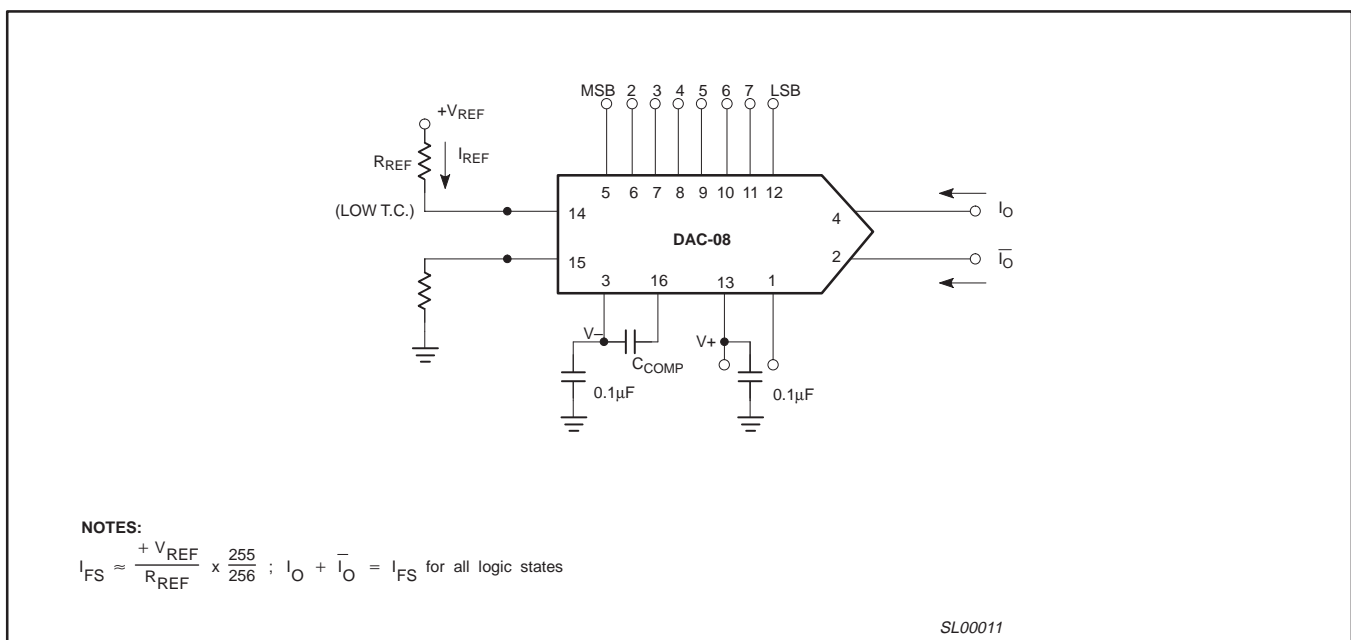 MSB 2 3 4 5 6 7 LSB
+VREF
RREF
IREF
(LOW T.C.)
5 6 7 8 9 10 11 12
14
4
IO
DAC-08
15
2
I̅O
3 16 13 1
V–
CCOMP
V+
0.1µF
0.1µF
NOTES:
IFS ≈ + VREF / RREF x 255 / 256 ; IO + I̅O = IFS for all logic states
SL00011